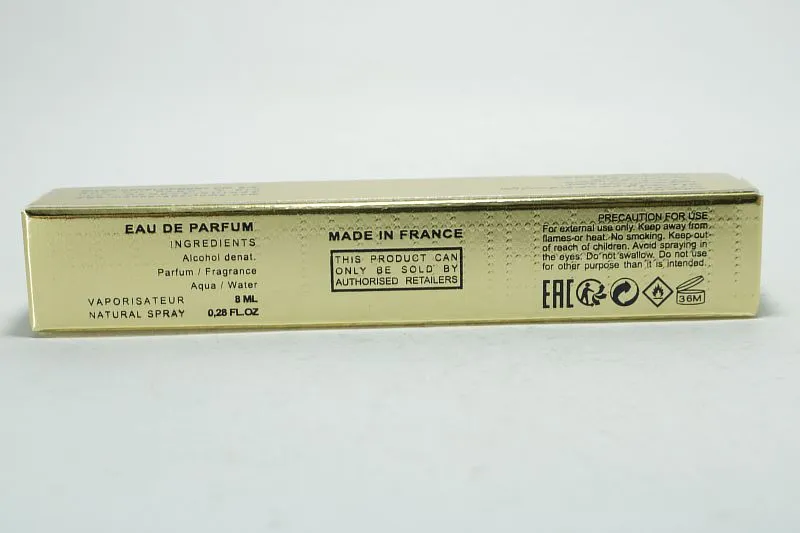 EAU DE PARFUM
INGREDIENTS
Alcohol denat.
Parfum / Fragrance
Aqua / Water
VAPORISATEUR 8 ML
NATURAL SPRAY 0,28 FL.OZ
MADE IN FRANCE
THIS PRODUCT CAN
ONLY BE SOLD BY
AUTHORISED RETAILERS
PRECAUTION FOR USE
For external use only. Keep away from
flames or heat. No smoking. Keep out
of reach of children. Avoid spraying in
the eyes. Do not swallow. Do not use
for other purpose than it is intended.
EAC
36M